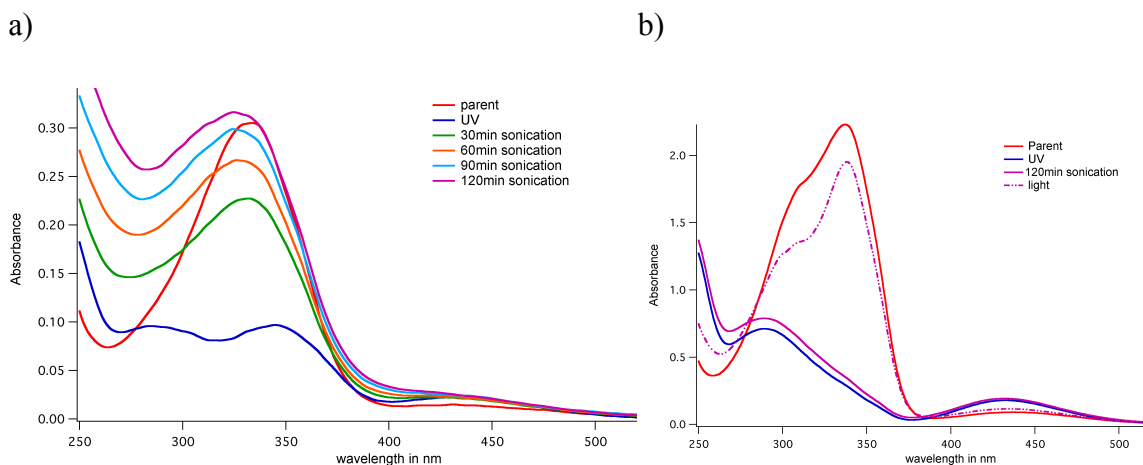 a)
parent
UV
30min sonication
60min sonication
90min sonication
120min sonication
0.30
0.25
0.20
0.15
0.10
0.05
0.00
Absorbance
250 300 350 400 450 500
wavelength in nm
b)
Parent
UV
120min sonication
light
2.0
1.5
1.0
0.5
0.0
Absorbance
250 300 350 400 450 500
wavelength in nm